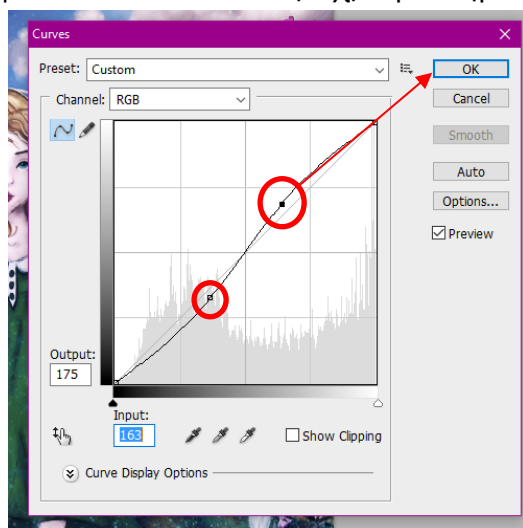 Curves
Preset: Custom
OK
Channel: RGB
Cancel
Smooth
Auto
Options...
Preview
Output:
175
Input:
163
Show Clipping
Curve Display Options